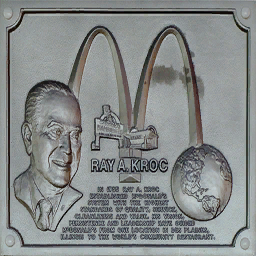 RAY A. KROC
IN 1955 RAY A. KROC
ESTABLISHED McDONALD'S
SYSTEM WITH THE HIGHEST
STANDARDS OF QUALITY, SERVICE,
CLEANLINESS AND VALUE. HIS VISION,
PERSISTENCE AND LEADERSHIP HAVE GUIDED
McDONALD'S FROM ONE LOCATION IN DES PLAINES,
ILLINOIS TO THE WORLD'S COMMUNITY RESTAURANT.